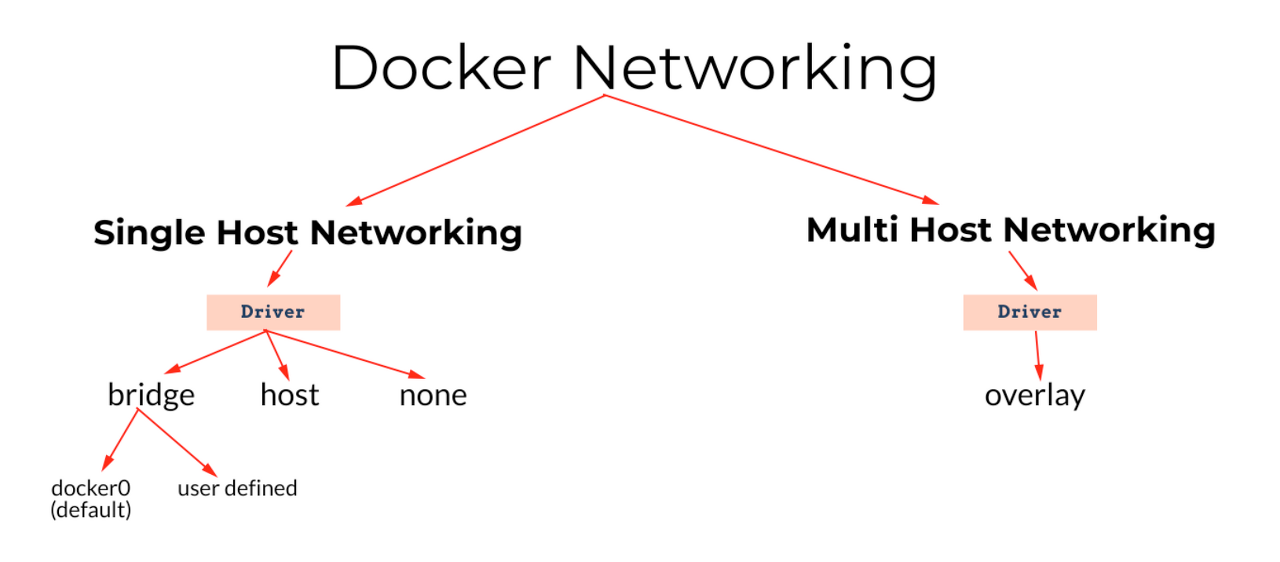 Docker Networking
Single Host Networking
Multi Host Networking
Driver
Driver
bridge
host
none
overlay
docker0
(default)
user defined